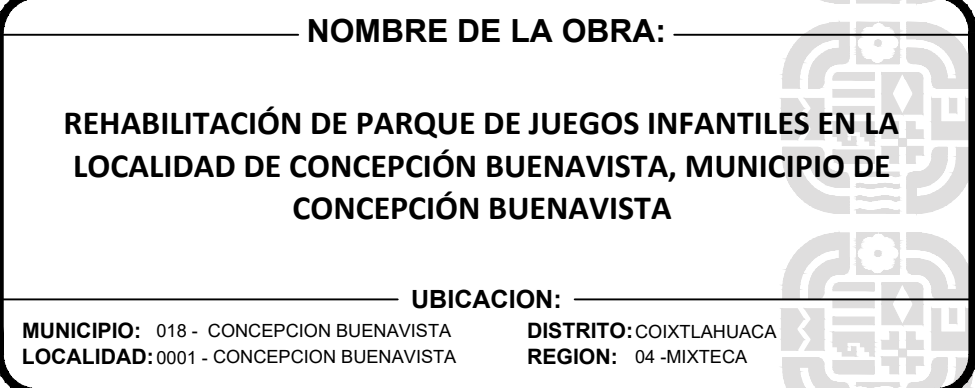 NOMBRE DE LA OBRA:
REHABILITACIÓN DE PARQUE DE JUEGOS INFANTILES EN LA
LOCALIDAD DE CONCEPCIÓN BUENAVISTA, MUNICIPIO DE
CONCEPCIÓN BUENAVISTA
UBICACION:
MUNICIPIO: 018 - CONCEPCION BUENAVISTA DISTRITO: COIXTLAHUACA
LOCALIDAD: 0001 - CONCEPCION BUENAVISTA REGION: 04 -MIXTECA